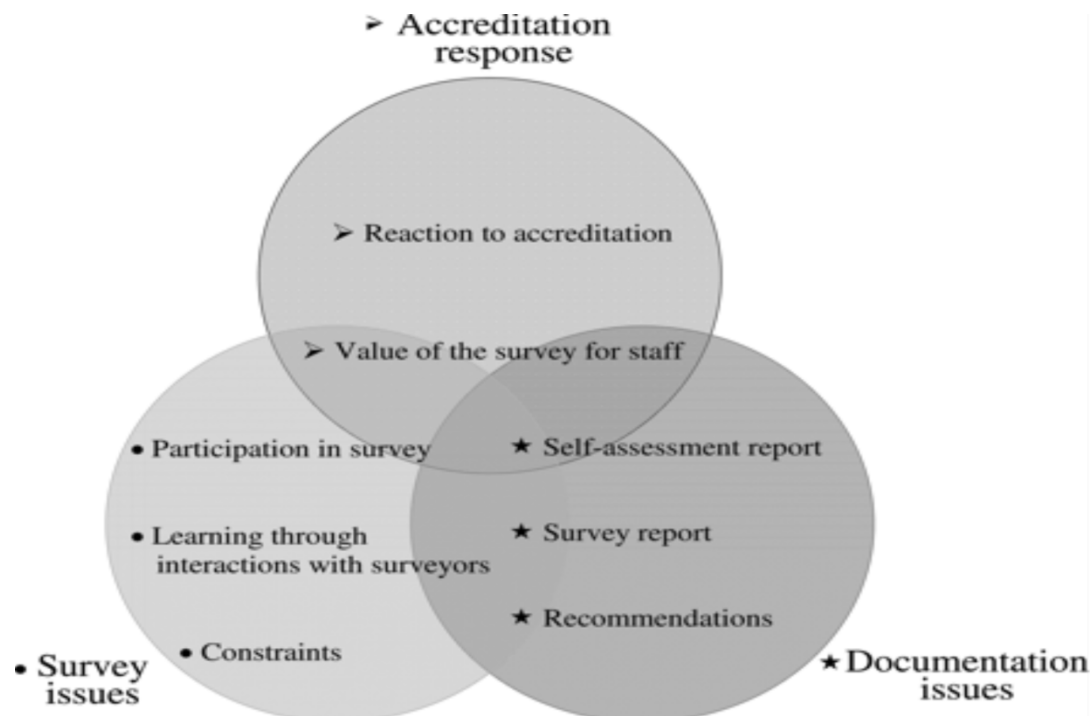 ➢ Accreditation
response
➢ Reaction to accreditation
➢ Value of the survey for staff
• Participation in survey
★ Self-assessment report
• Learning through
interactions with surveyors
★ Survey report
★ Recommendations
• Constraints
• Survey
issues
★ Documentation
issues